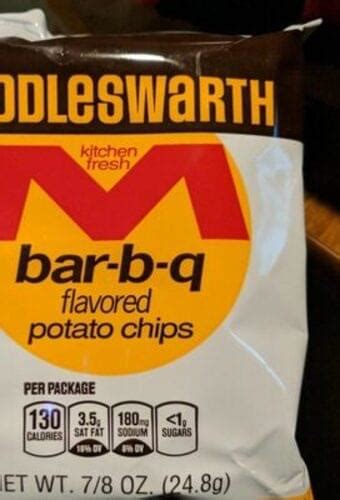 DDLeSWaRTH
kitchen
fresh
M
bar-b-q
flavored
potato chips
PER PACKAGE
130
CALORIES
3.5g
SAT FAT
18% DV
180mg
SODIUM
8% DV
<1g
SUGARS
ET WT. 7/8 OZ. (24.8g)